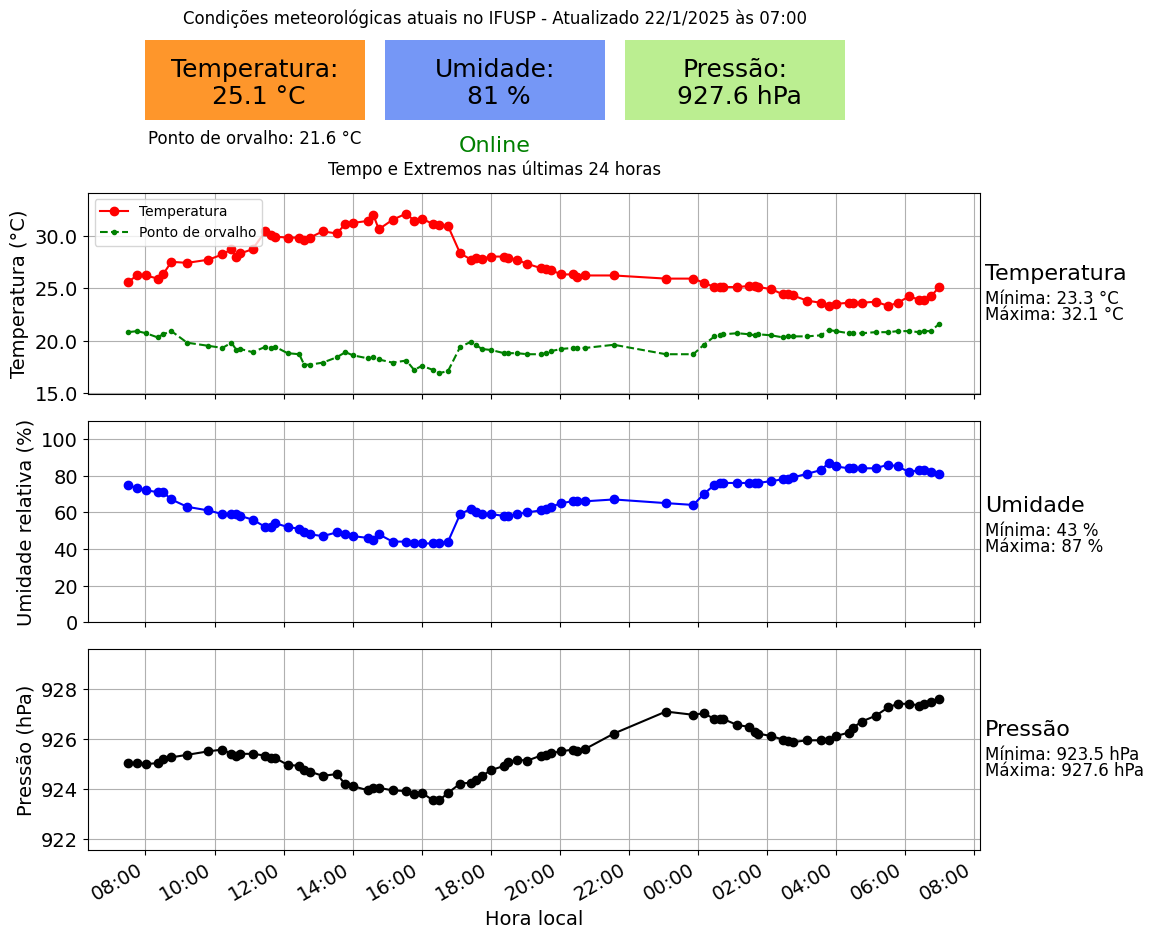 Condições meteorológicas atuais no IFUSP - Atualizado 22/1/2025 às 07:00
Temperatura:
25.1 °C
Umidade:
81 %
Pressão:
927.6 hPa
Ponto de orvalho: 21.6 °C
Online
Tempo e Extremos nas últimas 24 horas
Temperatura (°C)
30.0
25.0
20.0
15.0
Temperatura
Ponto de orvalho
Temperatura
Mínima: 23.3 °C
Máxima: 32.1 °C
Umidade relativa (%)
100
80
60
40
20
0
Umidade
Mínima: 43 %
Máxima: 87 %
Pressão (hPa)
928
926
924
922
Pressão
Mínima: 923.5 hPa
Máxima: 927.6 hPa
08:00 10:00 12:00 14:00 16:00 18:00 20:00 22:00 00:00 02:00 04:00 06:00 08:00
Hora local